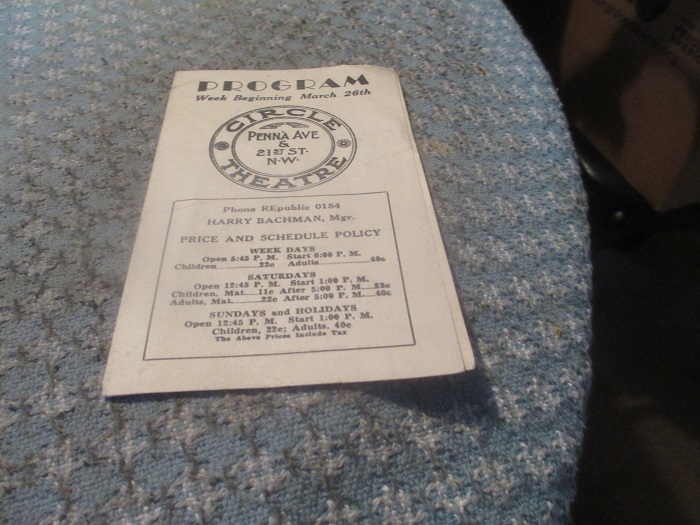 PROGRAM
Week Beginning March 26th
CIRCLE
PENN'A AVE
&
21ST ST.
N.W.
THEATRE
Phone REpublic 0184
HARRY BACHMAN, Mgr.
PRICE AND SCHEDULE POLICY
WEEK DAYS
Open 5:45 P. M. Start 6:00 P. M.
Children..........22c Adults..........40c
SATURDAYS
Open 12:45 P. M. Start 1:00 P. M.
Children, Mat.....11c After 5:00 P. M.....22c
Adults, Mat.......22c After 5:00 P. M.....40c
SUNDAYS and HOLIDAYS
Open 12:45 P. M. Start 1:00 P. M.
Children, 22c; Adults, 40c
The Above Prices Include Tax